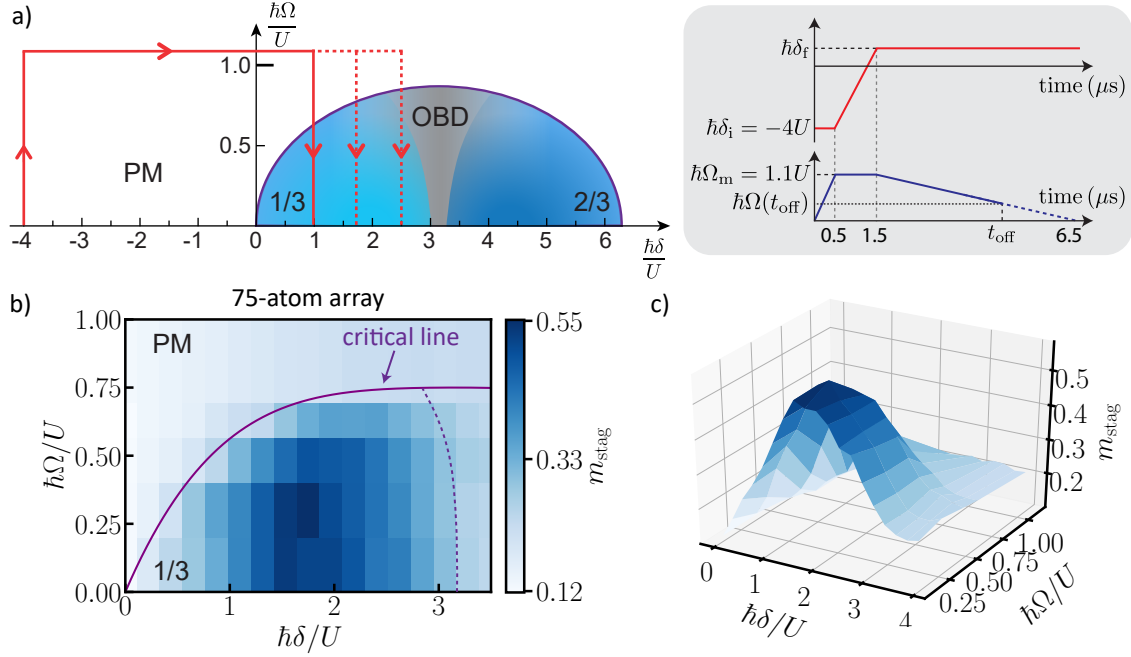 a)
ħΩ/U
1.0
0.5
PM
OBD
1/3
2/3
-4 -3 -2 -1 0 1 2 3 4 5 6
ħδ/U
ħδf
time (μs)
ħδi = −4U
ħΩm = 1.1U
ħΩ(toff)
time (μs)
0.5 1.5 toff 6.5
b)
75-atom array
1.00
0.75
0.50
0.25
0.00
ħΩ/U
PM
critical line
1/3
0 1 2 3
ħδ/U
0.55
0.33
0.12
mstag
c)
0.5
0.4
0.3
0.2
mstag
0 1 2 3 4
ħδ/U
0.25 0.50 0.75 1.00
ħΩ/U